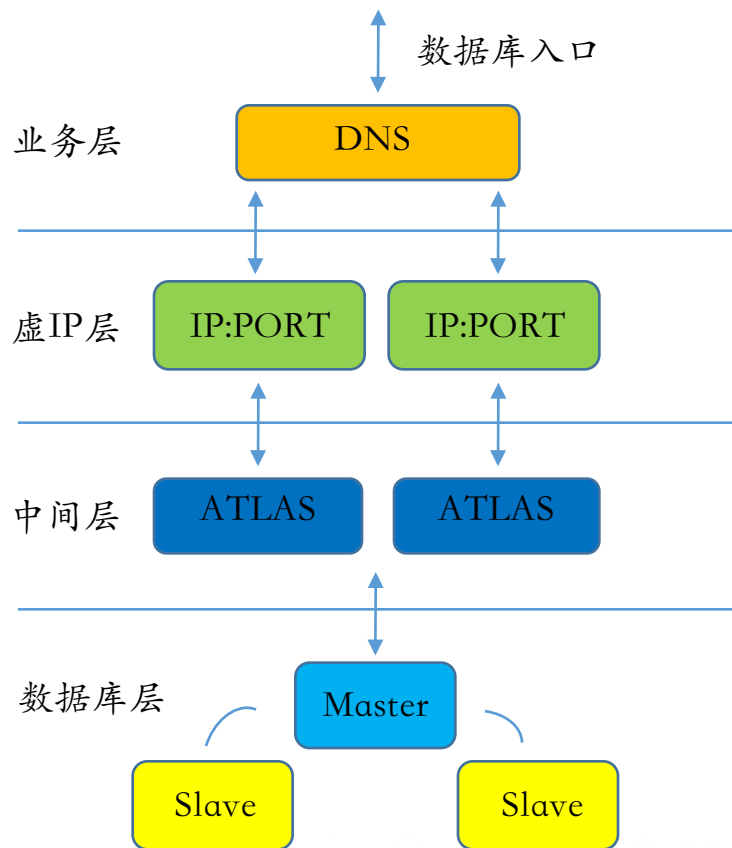 数据库入口
业务层
DNS
虚IP层
IP:PORT
IP:PORT
中间层
ATLAS
ATLAS
数据库层
Master
Slave
Slave